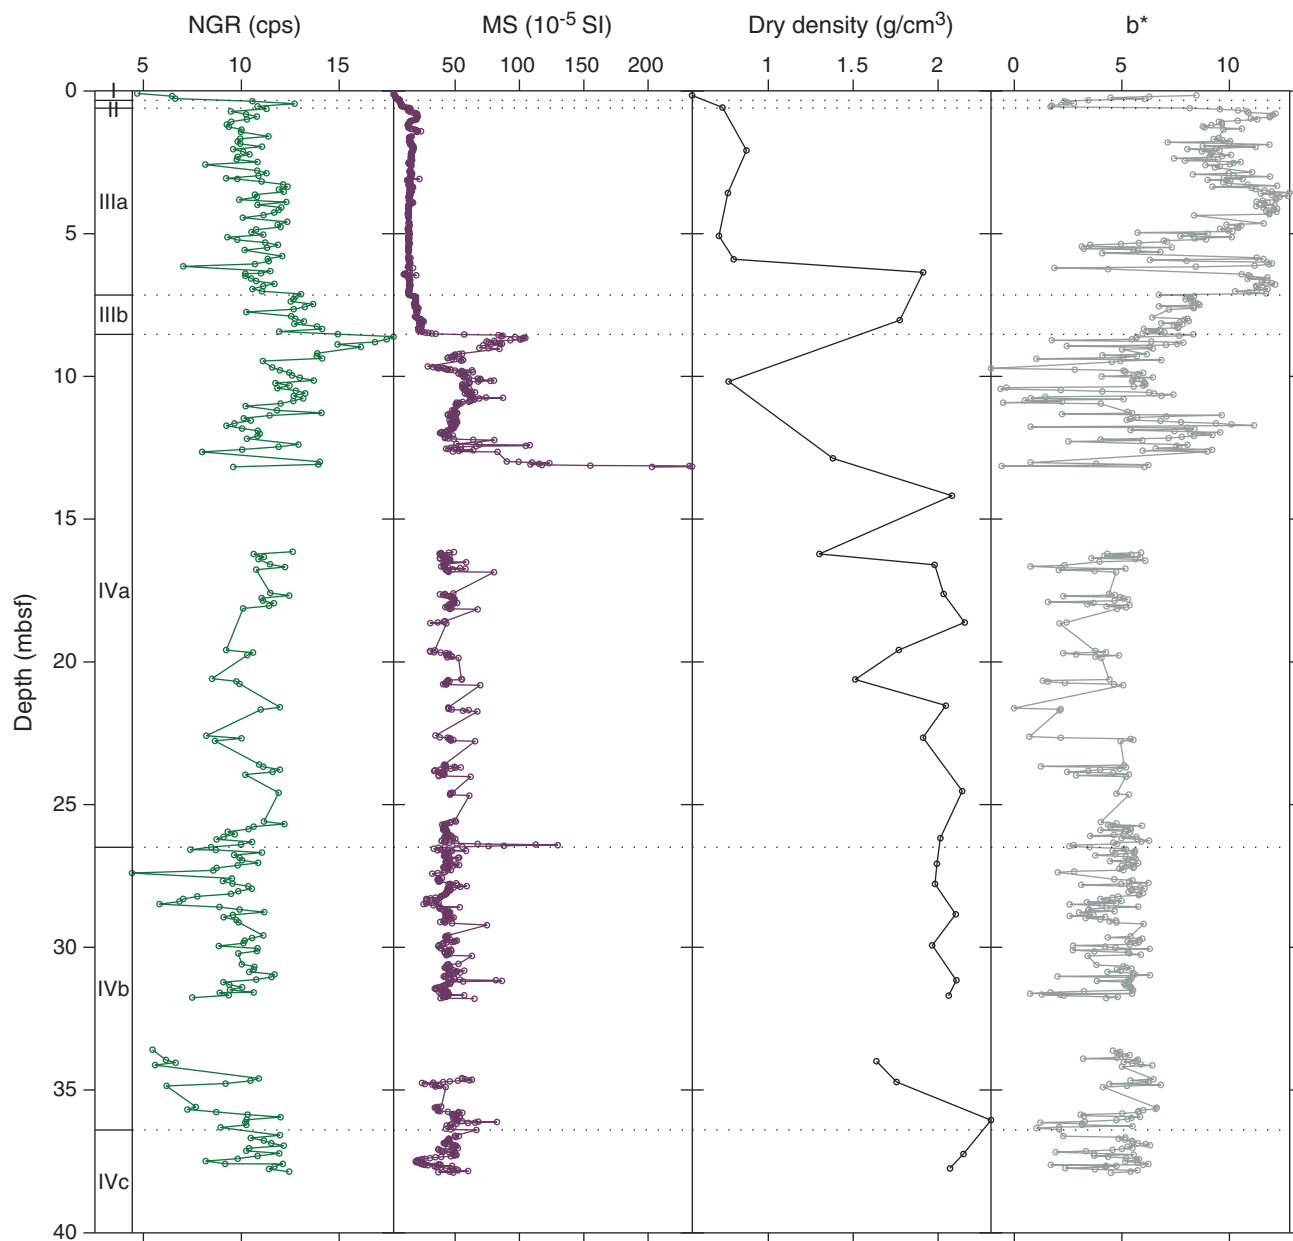 NGR (cps) MS (10-5 SI) Dry density (g/cm3) b*
5 10 15 50 100 150 200 1 1.5 2 0 5 10
0
I
II
IIIa
5
IIIb
10
15
IVa
20
Depth (mbsf)
25
30
IVb
35
IVc
40